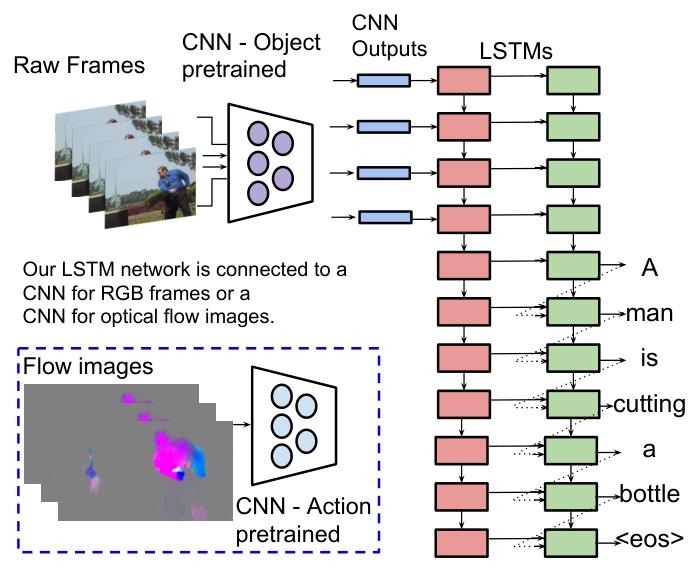 Raw Frames
CNN - Object
pretrained
CNN
Outputs
LSTMs
Our LSTM network is connected to a
CNN for RGB frames or a
CNN for optical flow images.
Flow images
CNN - Action
pretrained
A
man
is
cutting
a
bottle
<eos>